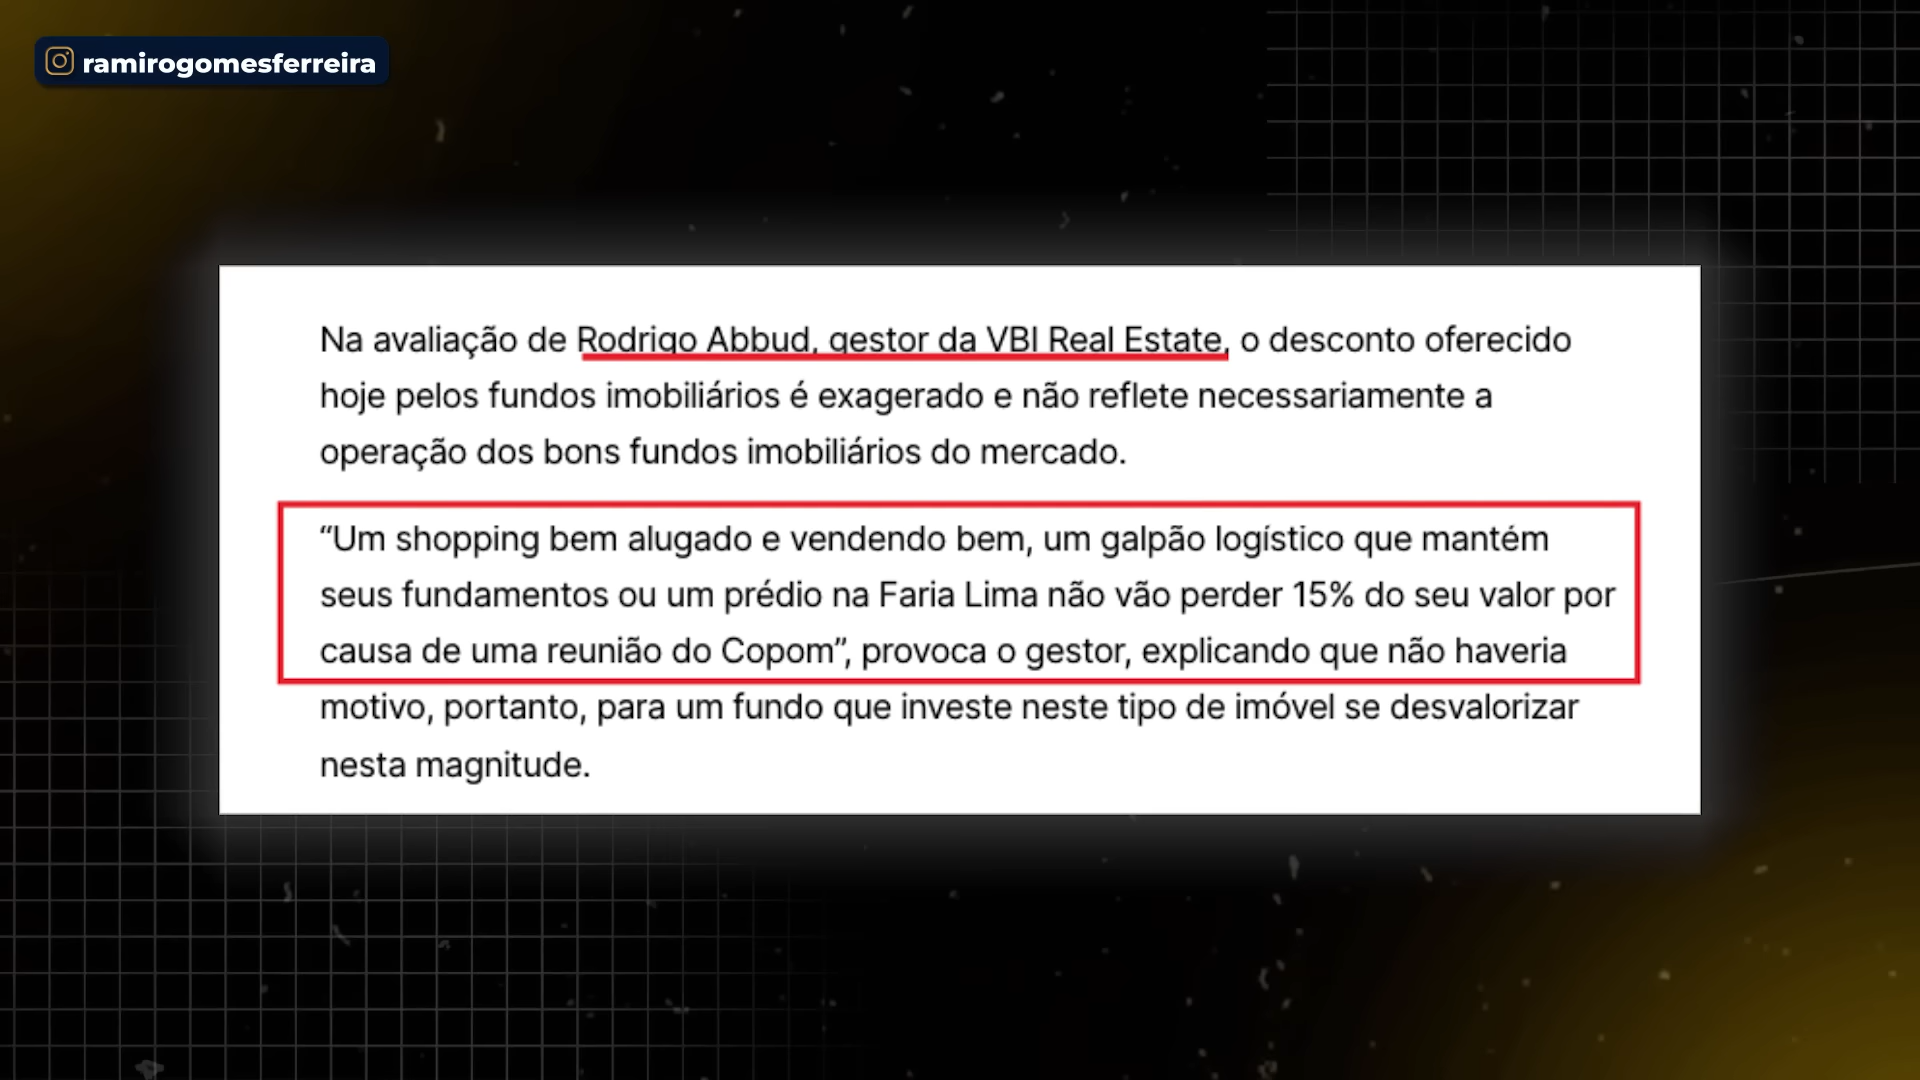 ramirogomesferreira
Na avaliação de Rodrigo Abbud, gestor da VBI Real Estate, o desconto oferecido
hoje pelos fundos imobiliários é exagerado e não reflete necessariamente a
operação dos bons fundos imobiliários do mercado.
“Um shopping bem alugado e vendendo bem, um galpão logístico que mantém
seus fundamentos ou um prédio na Faria Lima não vão perder 15% do seu valor por
causa de uma reunião do Copom”, provoca o gestor, explicando que não haveria
motivo, portanto, para um fundo que investe neste tipo de imóvel se desvalorizar
nesta magnitude.